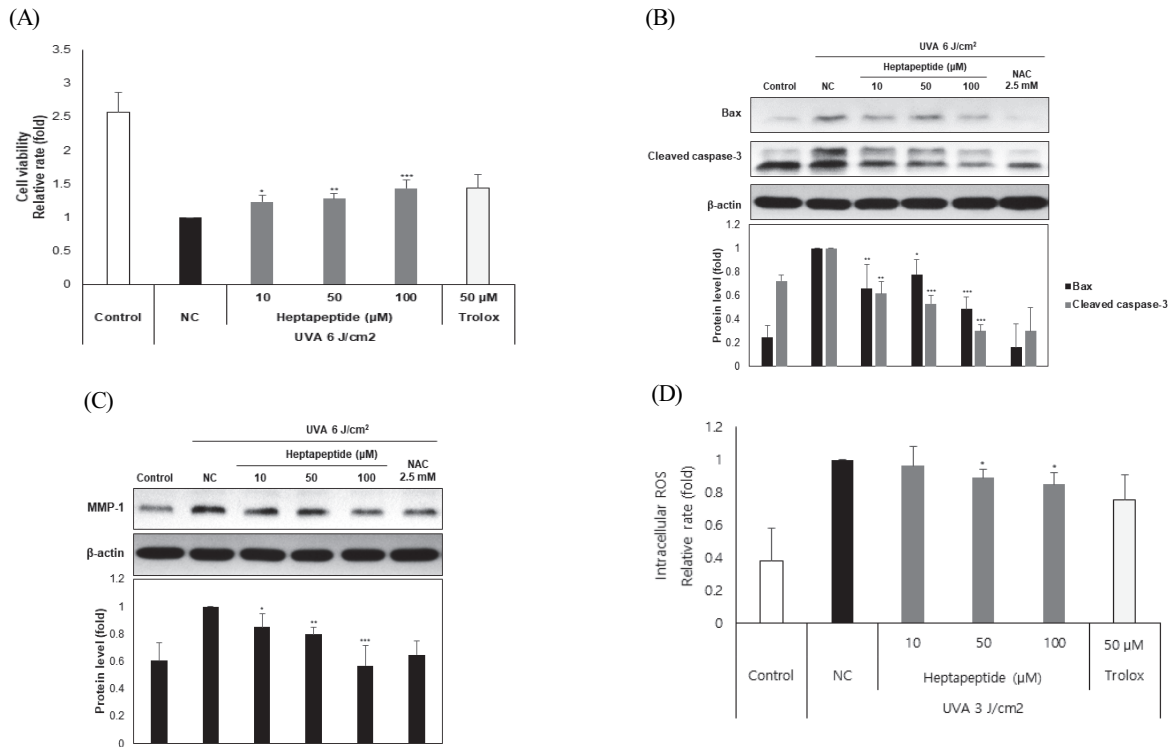 (A)
3.5
3
2.5
2
1.5
1
0.5
0
Cell viability
Relative rate (fold)
*
**
***
10
50
100
50 µM
Control
NC
Heptapeptide (µM)
Trolox
UVA 6 J/cm2
(B)
UVA 6 J/cm²
Heptapeptide (µM)
NAC
Control
NC
10
50
100
2.5 mM
Bax
Cleaved caspase-3
β-actin
1.2
1
0.8
0.6
0.4
0.2
0
Protein level (fold)
**
**
*
***
***
***
Bax
Cleaved caspase-3
(C)
UVA 6 J/cm²
Heptapeptide (µM)
NAC
Control
NC
10
50
100
2.5 mM
MMP-1
β-actin
1.2
1
0.8
0.6
0.4
0.2
0
Protein level (fold)
*
**
***
(D)
1.2
1
0.8
0.6
0.4
0.2
0
Intracellular ROS
Relative rate (fold)
*
*
10
50
100
50 µM
Control
NC
Heptapeptide (µM)
Trolox
UVA 3 J/cm2